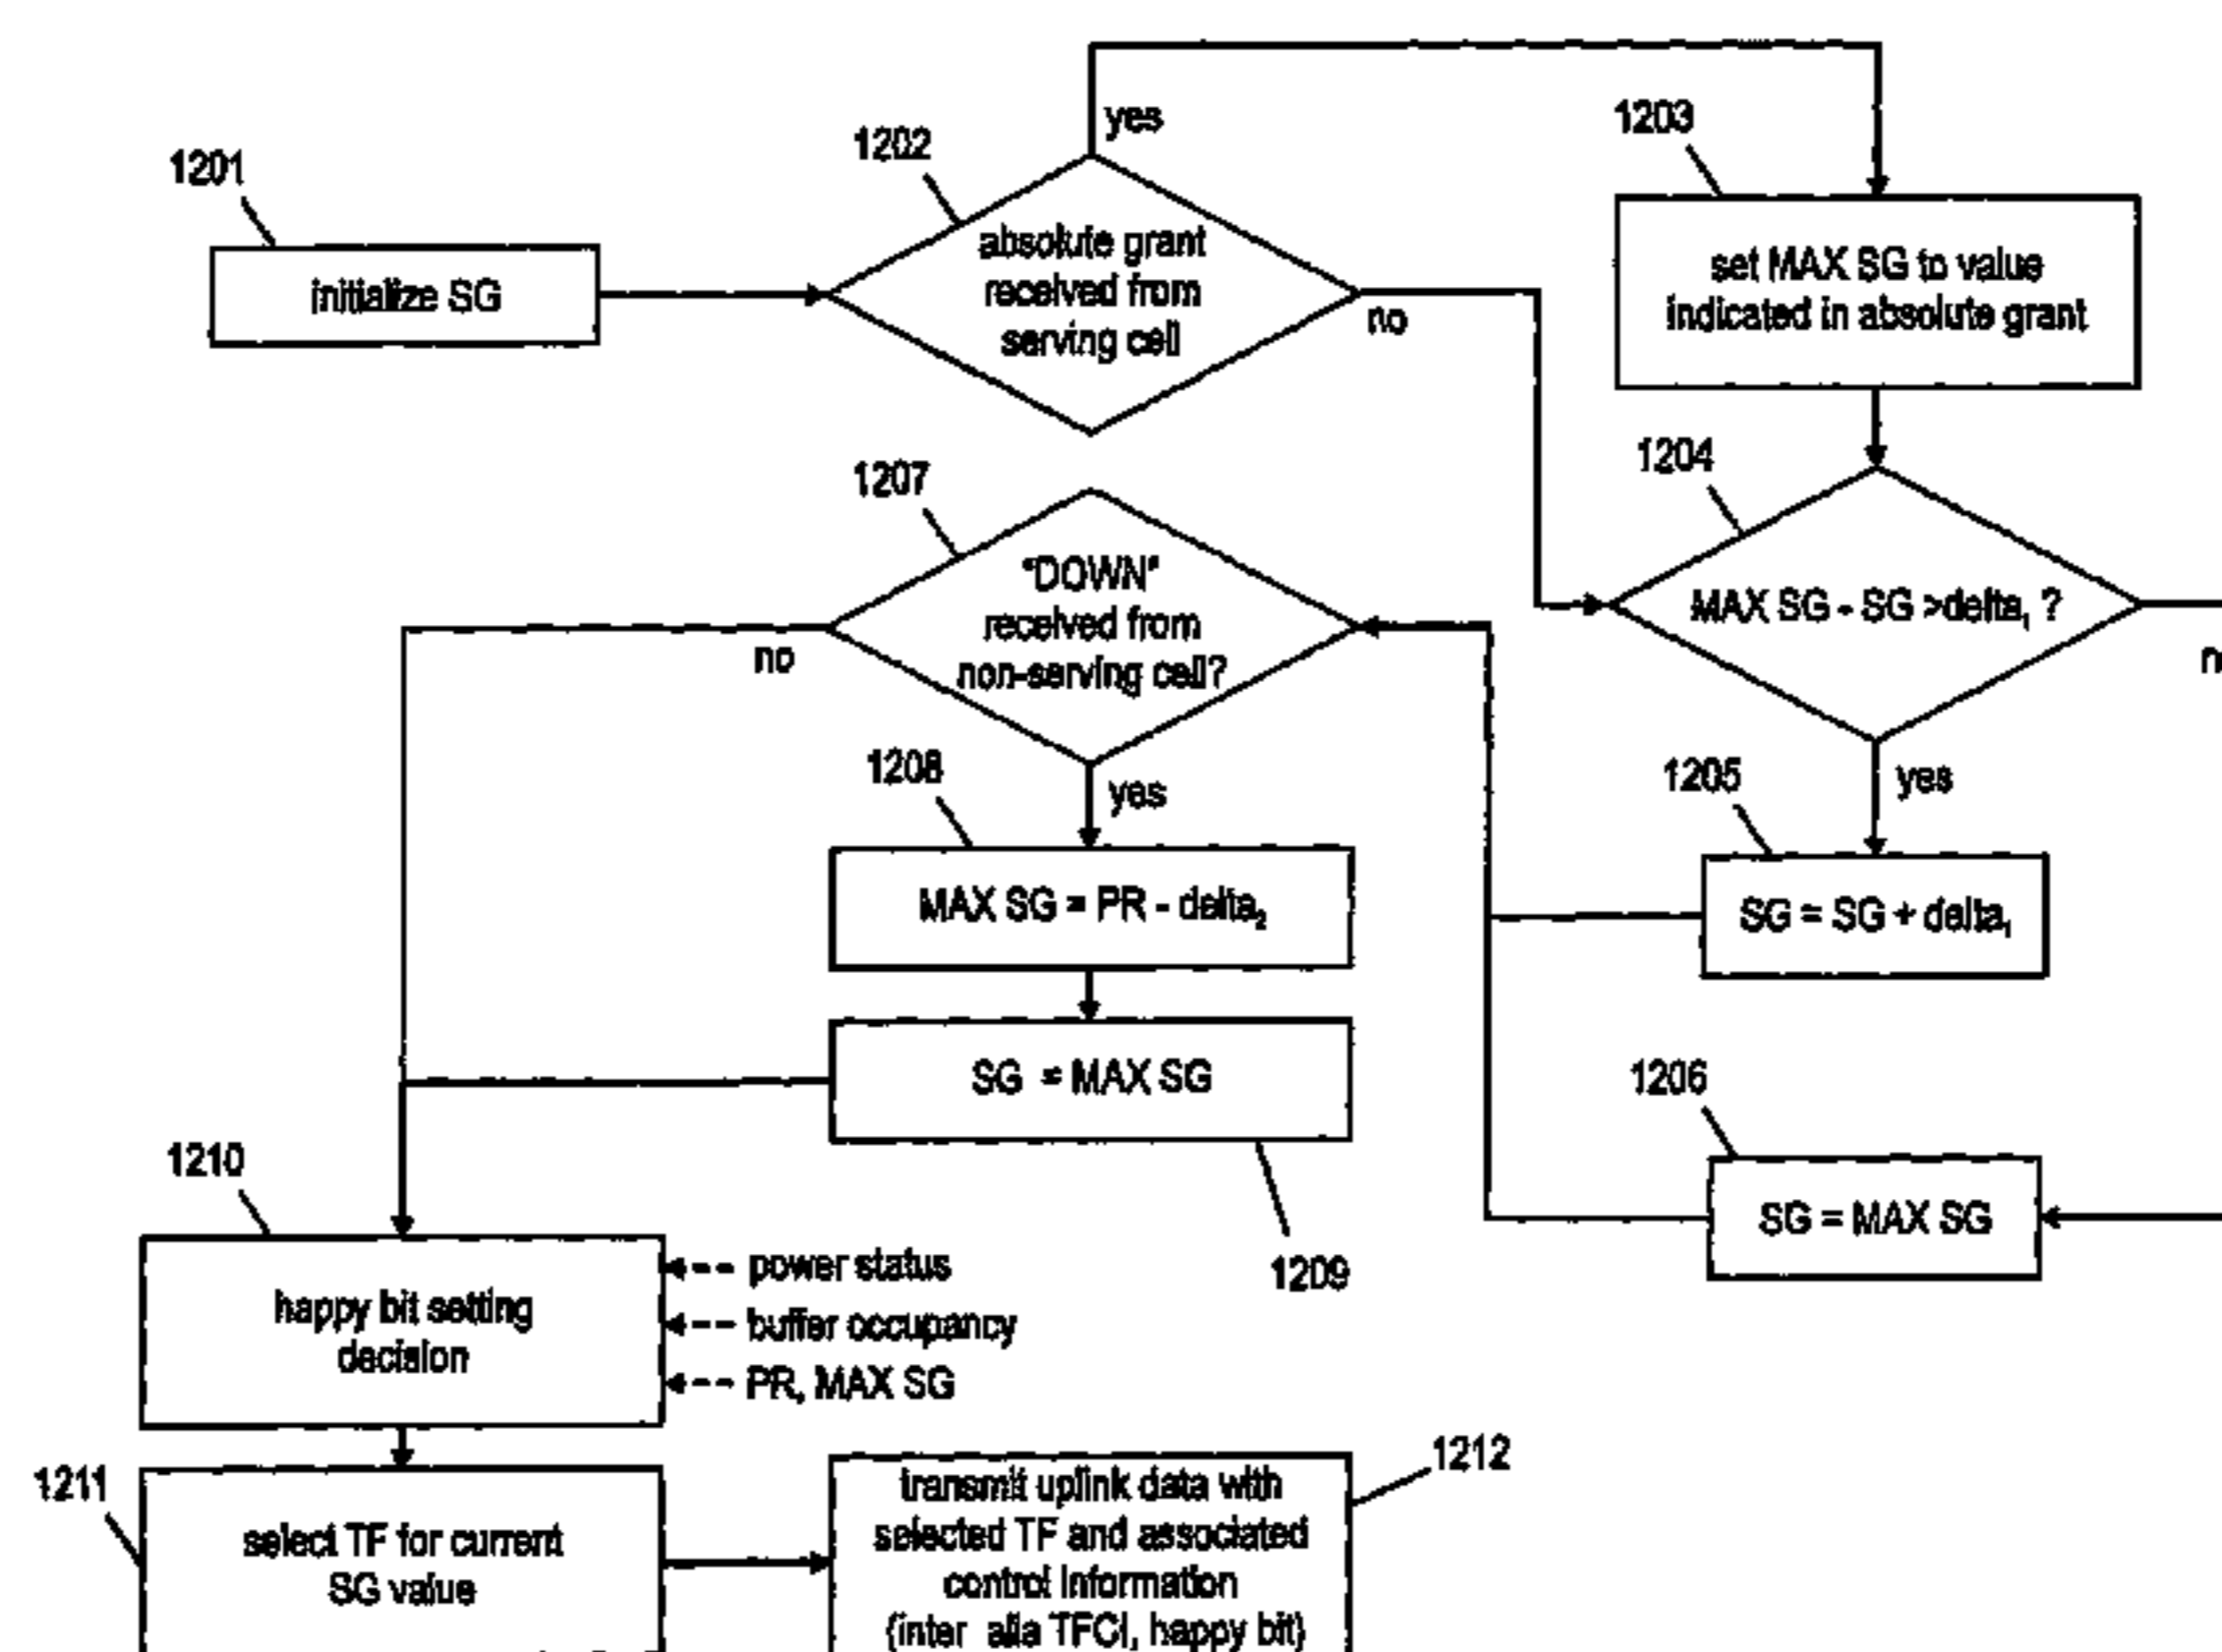 1201
initialize SG
1202
absolute grant
received from
serving cell
yes
no
1203
set MAX SG to value
indicated in absolute grant
1204
MAX SG - SG >delta₁ ?
yes
1205
SG = SG + delta₁
1206
SG = MAX SG
1207
"DOWN"
received from
non-serving cell?
no
yes
1208
MAX SG = PR - delta₂
SG = MAX SG
1209
1210
happy bit setting
decision
power status
buffer occupancy
PR, MAX SG
1211
select TF for current
SG value
1212
transmit uplink data with
selected TF and associated
control information
(inter alia TFCI, happy bit)